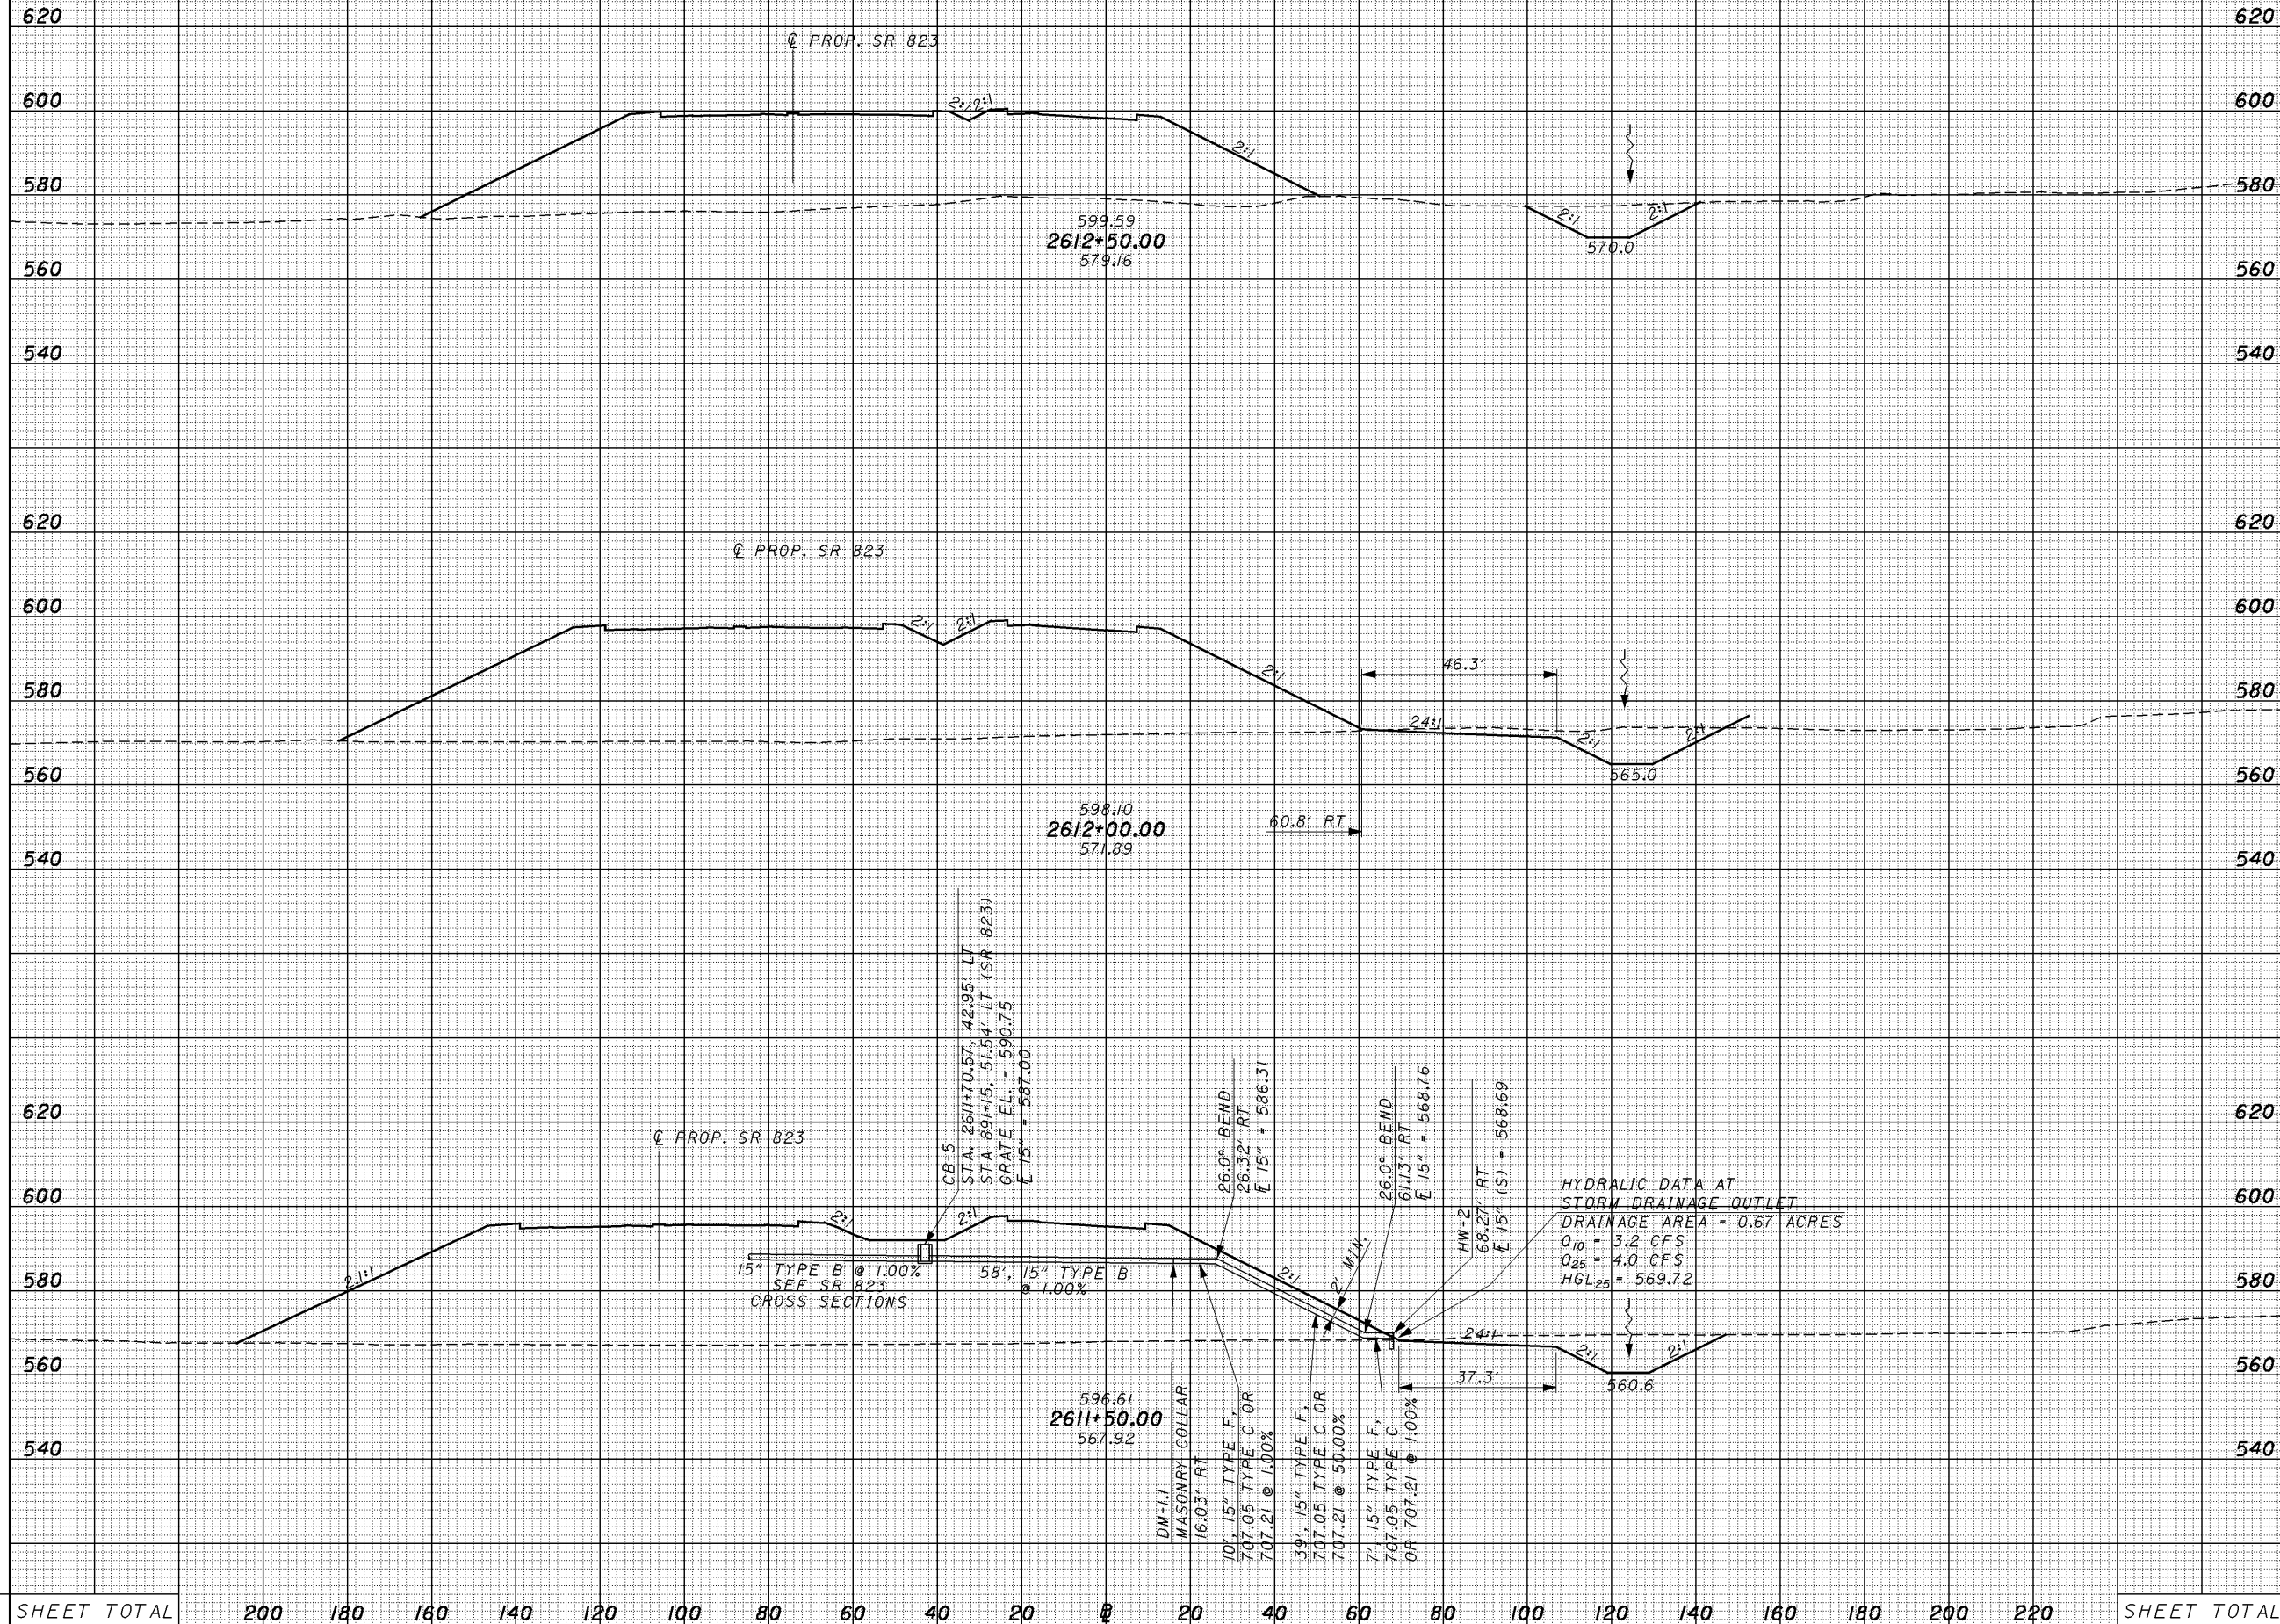 620 620
℄ PROP. SR 823
600 600
2:1 2:1
2:1
580 580
599.59
2612+50.00
579.16
2:1 2:1
570.0
560 560
540 540
620 620
℄ PROP. SR 823
600 600
2:1 2:1
2:1
580 580
46.3'
24:1
2:1 2:1
565.0
560 560
598.10
2612+00.00
571.89
60.8' RT
540 540
620 620
℄ PROP. SR 823
CB-5
STA. 2611+70.57, 42.95' LT
STA 891+15, 51.54' LT (SR 823)
GRATE EL. = 590.75
℄ 15" = 587.00
26.0° BEND
26.32' RT
℄ 15" = 586.31
26.0° BEND
61.13' RT
℄ 15" = 568.76
HW-2
68.27' RT
℄ 15" (S) = 568.69
HYDRALIC DATA AT
STORM DRAINAGE OUTLET
DRAINAGE AREA = 0.67 ACRES
Q10 = 3.2 CFS
Q25 = 4.0 CFS
HGL25 = 569.72
600 600
2:1 2:1
580 580
2.1:1
15" TYPE B @ 1.00%
SEE SR 823
CROSS SECTIONS
58', 15" TYPE B
@ 1.00%
2:1
2' MIN.
24:1
2:1 2:1
560 560
37.3'
560.6
596.61
2611+50.00
567.92
540 540
DM-1.1
MASONRY COLLAR
16.03' RT
10', 15" TYPE F,
707.05 TYPE C OR
707.21 @ 1.00%
39', 15" TYPE F,
707.05 TYPE C OR
707.21 @ 50.00%
7', 15" TYPE F,
707.05 TYPE C
OR 707.21 @ 1.00%
SHEET TOTAL 200 180 160 140 120 100 80 60 40 20 ℄ 20 40 60 80 100 120 140 160 180 200 220 SHEET TOTAL